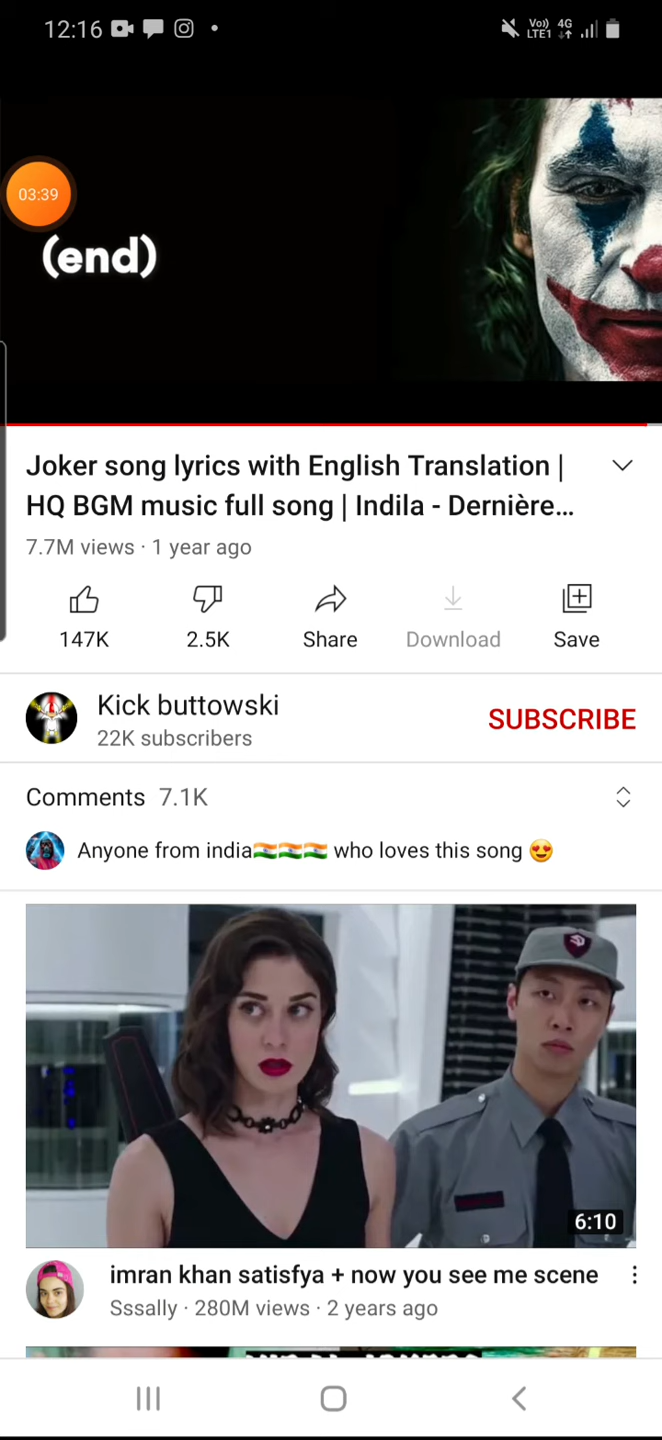 12:16
Vo)) 4G
LTE1
03:39
(end)
Joker song lyrics with English Translation |
HQ BGM music full song | Indila - Dernière...
7.7M views · 1 year ago
147K 2.5K Share Download Save
Kick buttowski
22K subscribers
SUBSCRIBE
Comments 7.1K
Anyone from india🇮🇳🇮🇳🇮🇳 who loves this song 😍
6:10
imran khan satisfya + now you see me scene
Sssally · 280M views · 2 years ago